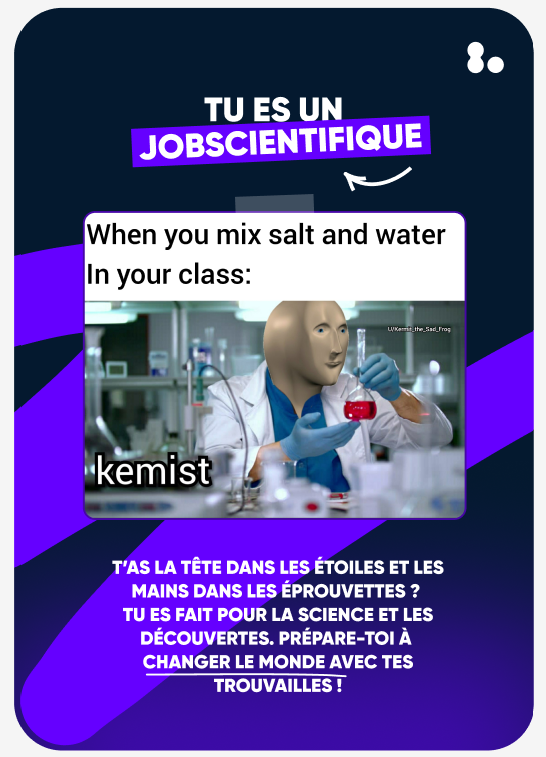 TU ES UN
JOBSCIENTIFIQUE
When you mix salt and water
In your class:
U/Kermit_the_Sad_Frog
kemist
T'AS LA TÊTE DANS LES ÉTOILES ET LES
MAINS DANS LES ÉPROUVETTES ?
TU ES FAIT POUR LA SCIENCE ET LES
DÉCOUVERTES. PRÉPARE-TOI À
CHANGER LE MONDE AVEC TES
TROUVAILLES !